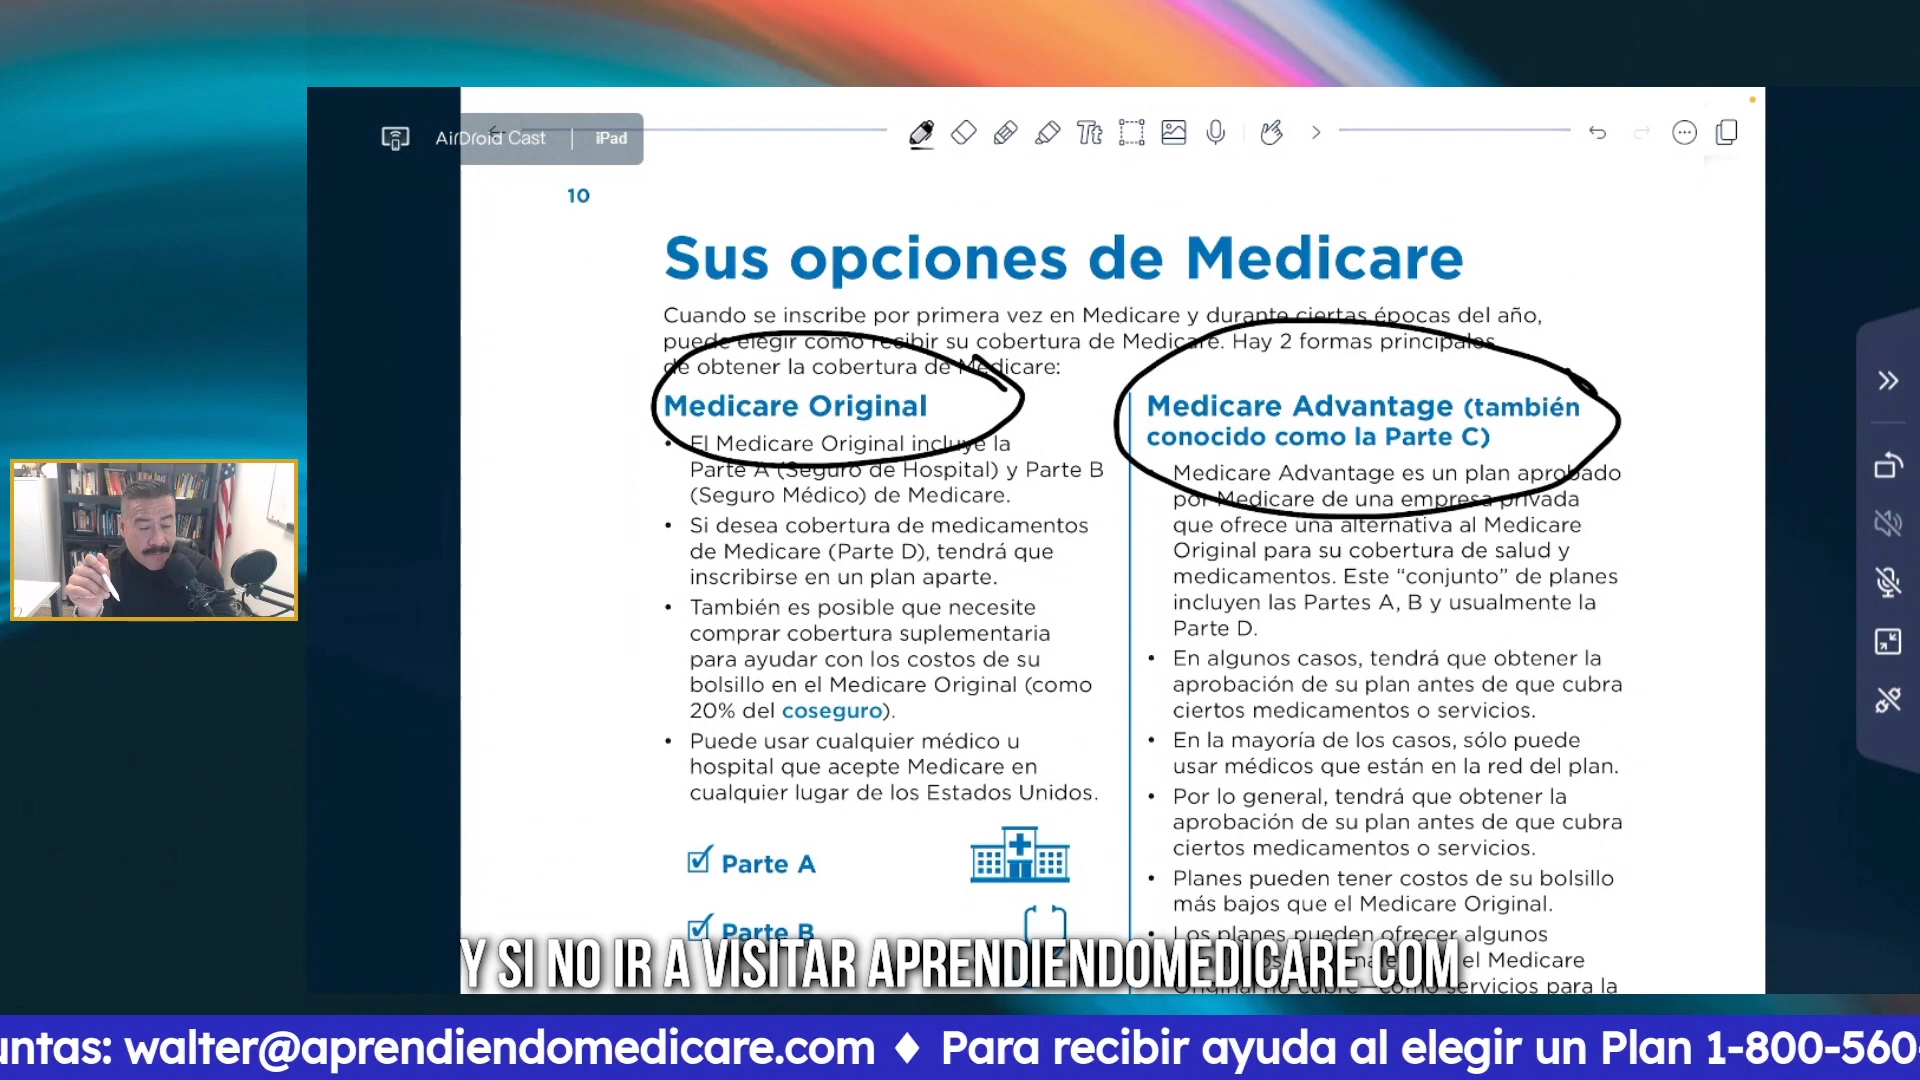 AirDroid Cast
iPad
Tt
10
Sus opciones de Medicare
Cuando se inscribe por primera vez en Medicare y durante ciertas épocas del año,
puede elegir cómo recibir su cobertura de Medicare. Hay 2 formas principales
de obtener la cobertura de Medicare:
Medicare Original
• El Medicare Original incluye la
Parte A (Seguro de Hospital) y Parte B
(Seguro Médico) de Medicare.
• Si desea cobertura de medicamentos
de Medicare (Parte D), tendrá que
inscribirse en un plan aparte.
• También es posible que necesite
comprar cobertura suplementaria
para ayudar con los costos de su
bolsillo en el Medicare Original (como
20% del coseguro).
• Puede usar cualquier médico u
hospital que acepte Medicare en
cualquier lugar de los Estados Unidos.
Parte A
Parte B
Medicare Advantage (también
conocido como la Parte C)
• Medicare Advantage es un plan aprobado
por Medicare de una empresa privada
que ofrece una alternativa al Medicare
Original para su cobertura de salud y
medicamentos. Este “conjunto” de planes
incluyen las Partes A, B y usualmente la
Parte D.
• En algunos casos, tendrá que obtener la
aprobación de su plan antes de que cubra
ciertos medicamentos o servicios.
• En la mayoría de los casos, sólo puede
usar médicos que están en la red del plan.
• Por lo general, tendrá que obtener la
aprobación de su plan antes de que cubra
ciertos medicamentos o servicios.
• Planes pueden tener costos de su bolsillo
más bajos que el Medicare Original.
• Los planes pueden ofrecer algunos
el Medicare
servicios para la
Y SI NO IR A VISITAR APRENDIENDOMEDICARE COM
untas: walter@aprendiendomedicare.com ♦ Para recibir ayuda al elegir un Plan 1-800-560-